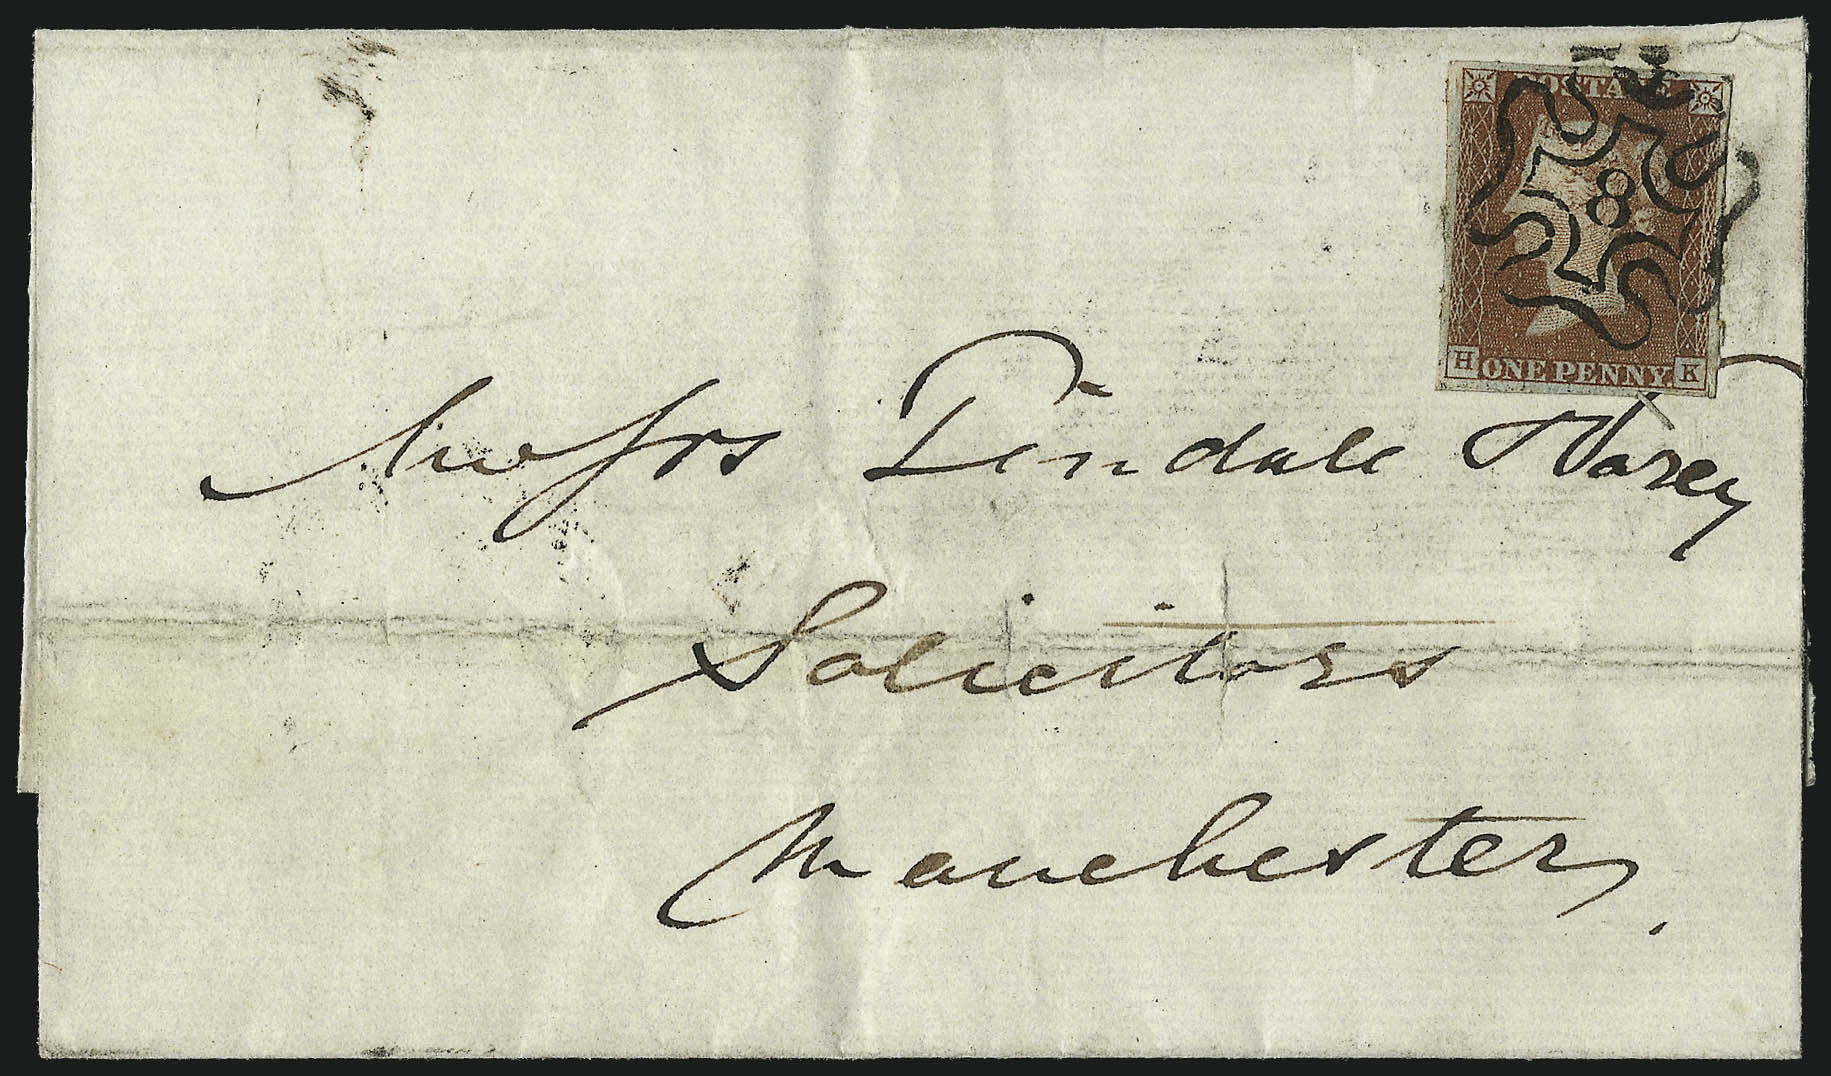 POSTAGE
8
H ONE PENNY. K
Messrs Tindale Varey
Solicitors
Manchester